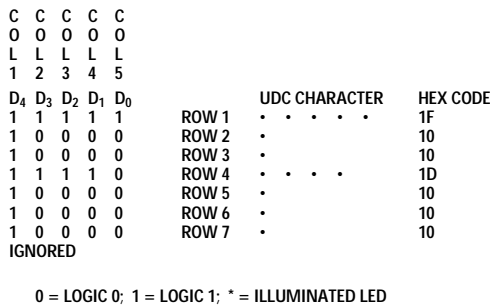 C C C C C
O O O O O
L L L L L
1 2 3 4 5
D4 D3 D2 D1 D0 UDC CHARACTER HEX CODE
1 1 1 1 1 ROW 1 • • • • • 1F
1 0 0 0 0 ROW 2 • 10
1 0 0 0 0 ROW 3 • 10
1 1 1 1 0 ROW 4 • • • • 1D
1 0 0 0 0 ROW 5 • 10
1 0 0 0 0 ROW 6 • 10
1 0 0 0 0 ROW 7 • 10
IGNORED
0 = LOGIC 0; 1 = LOGIC 1; * = ILLUMINATED LED